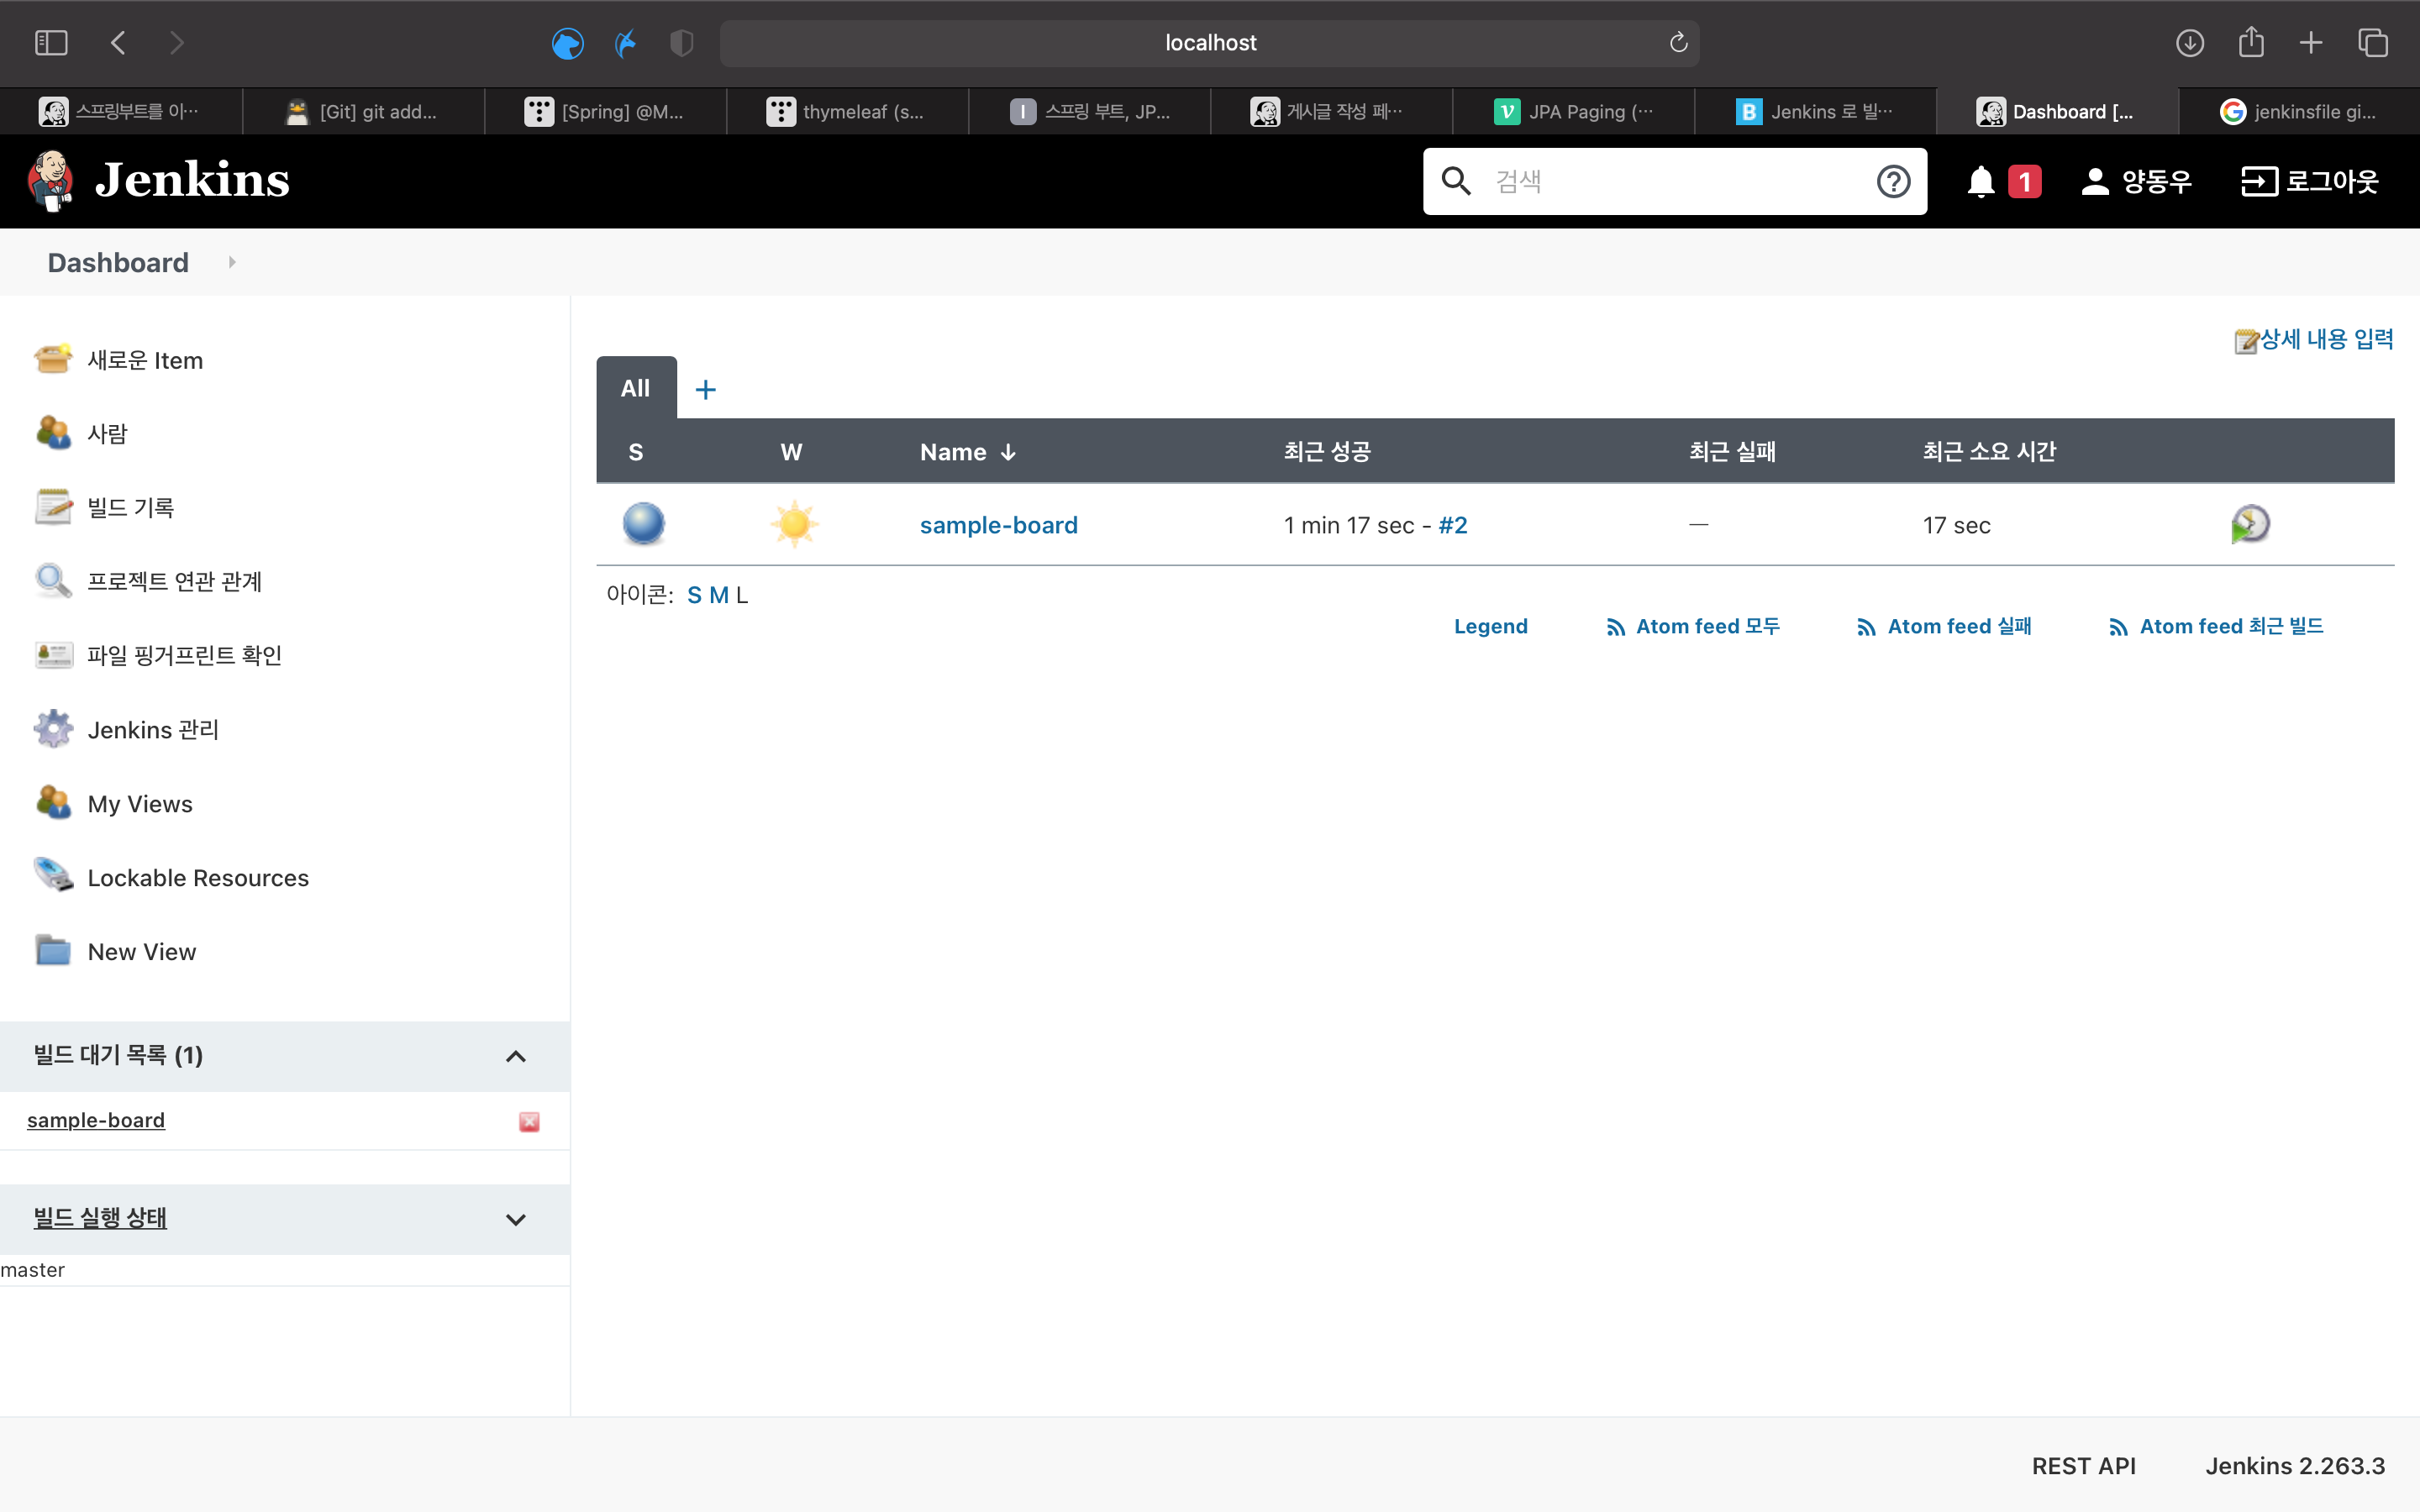 localhost
스프링부트를 이…
[Git] git add...
[Spring] @M...
thymeleaf (s...
스프링 부트, JP...
게시글 작성 페…
JPA Paging (…
Jenkins 로 빌…
Dashboard [...
jenkinsfile gi...
Jenkins
검색
1
양동우
로그아웃
Dashboard
상세 내용 입력
새로운 Item
사람
빌드 기록
프로젝트 연관 관계
파일 핑거프린트 확인
Jenkins 관리
My Views
Lockable Resources
New View
빌드 대기 목록 (1)
sample-board
빌드 실행 상태
master
All +
S W Name ↓ 최근 성공 최근 실패 최근 소요 시간
sample-board 1 min 17 sec - #2 — 17 sec
아이콘: S M L
Legend Atom feed 모두 Atom feed 실패 Atom feed 최근 빌드
REST API Jenkins 2.263.3